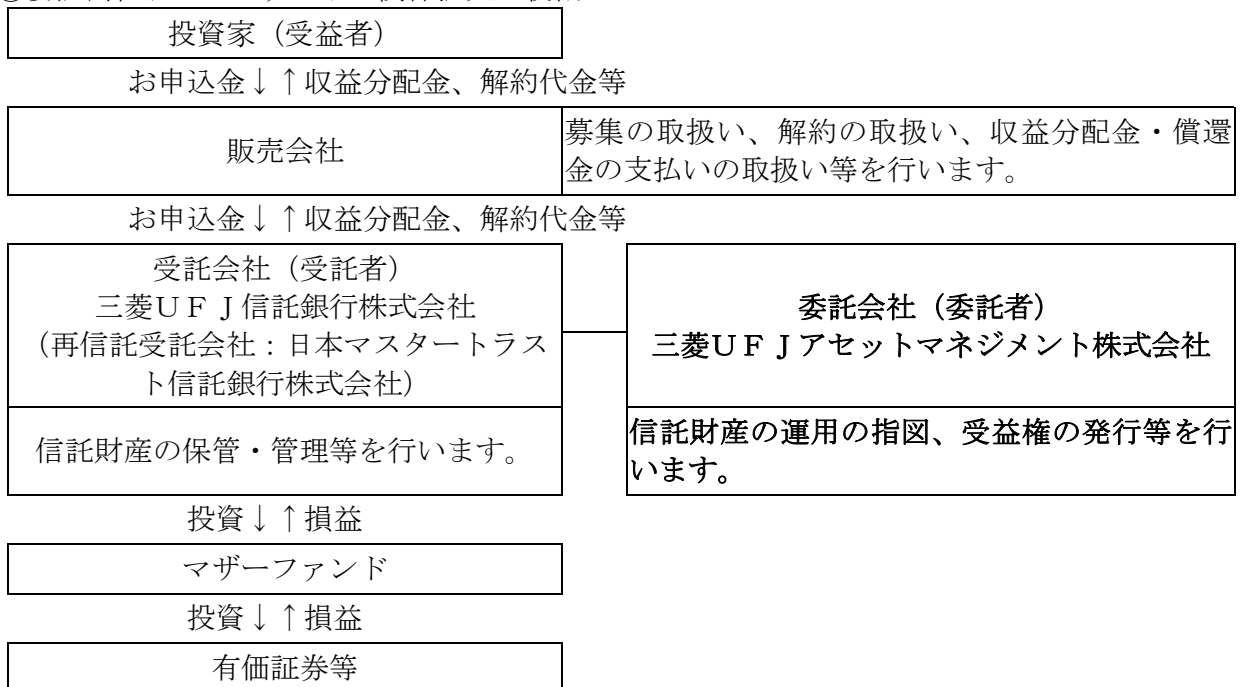 投資家（受益者）
お申込金↓↑収益分配金、解約代金等
販売会社
募集の取扱い、解約の取扱い、収益分配金・償還
金の支払いの取扱い等を行います。
お申込金↓↑収益分配金、解約代金等
受託会社（受託者）
三菱ＵＦＪ信託銀行株式会社
（再信託受託会社：日本マスタートラス
ト信託銀行株式会社）
委託会社（委託者）
三菱ＵＦＪアセットマネジメント株式会社
信託財産の保管・管理等を行います。
信託財産の運用の指図、受益権の発行等を行
います。
投資↓↑損益
マザーファンド
投資↓↑損益
有価証券等